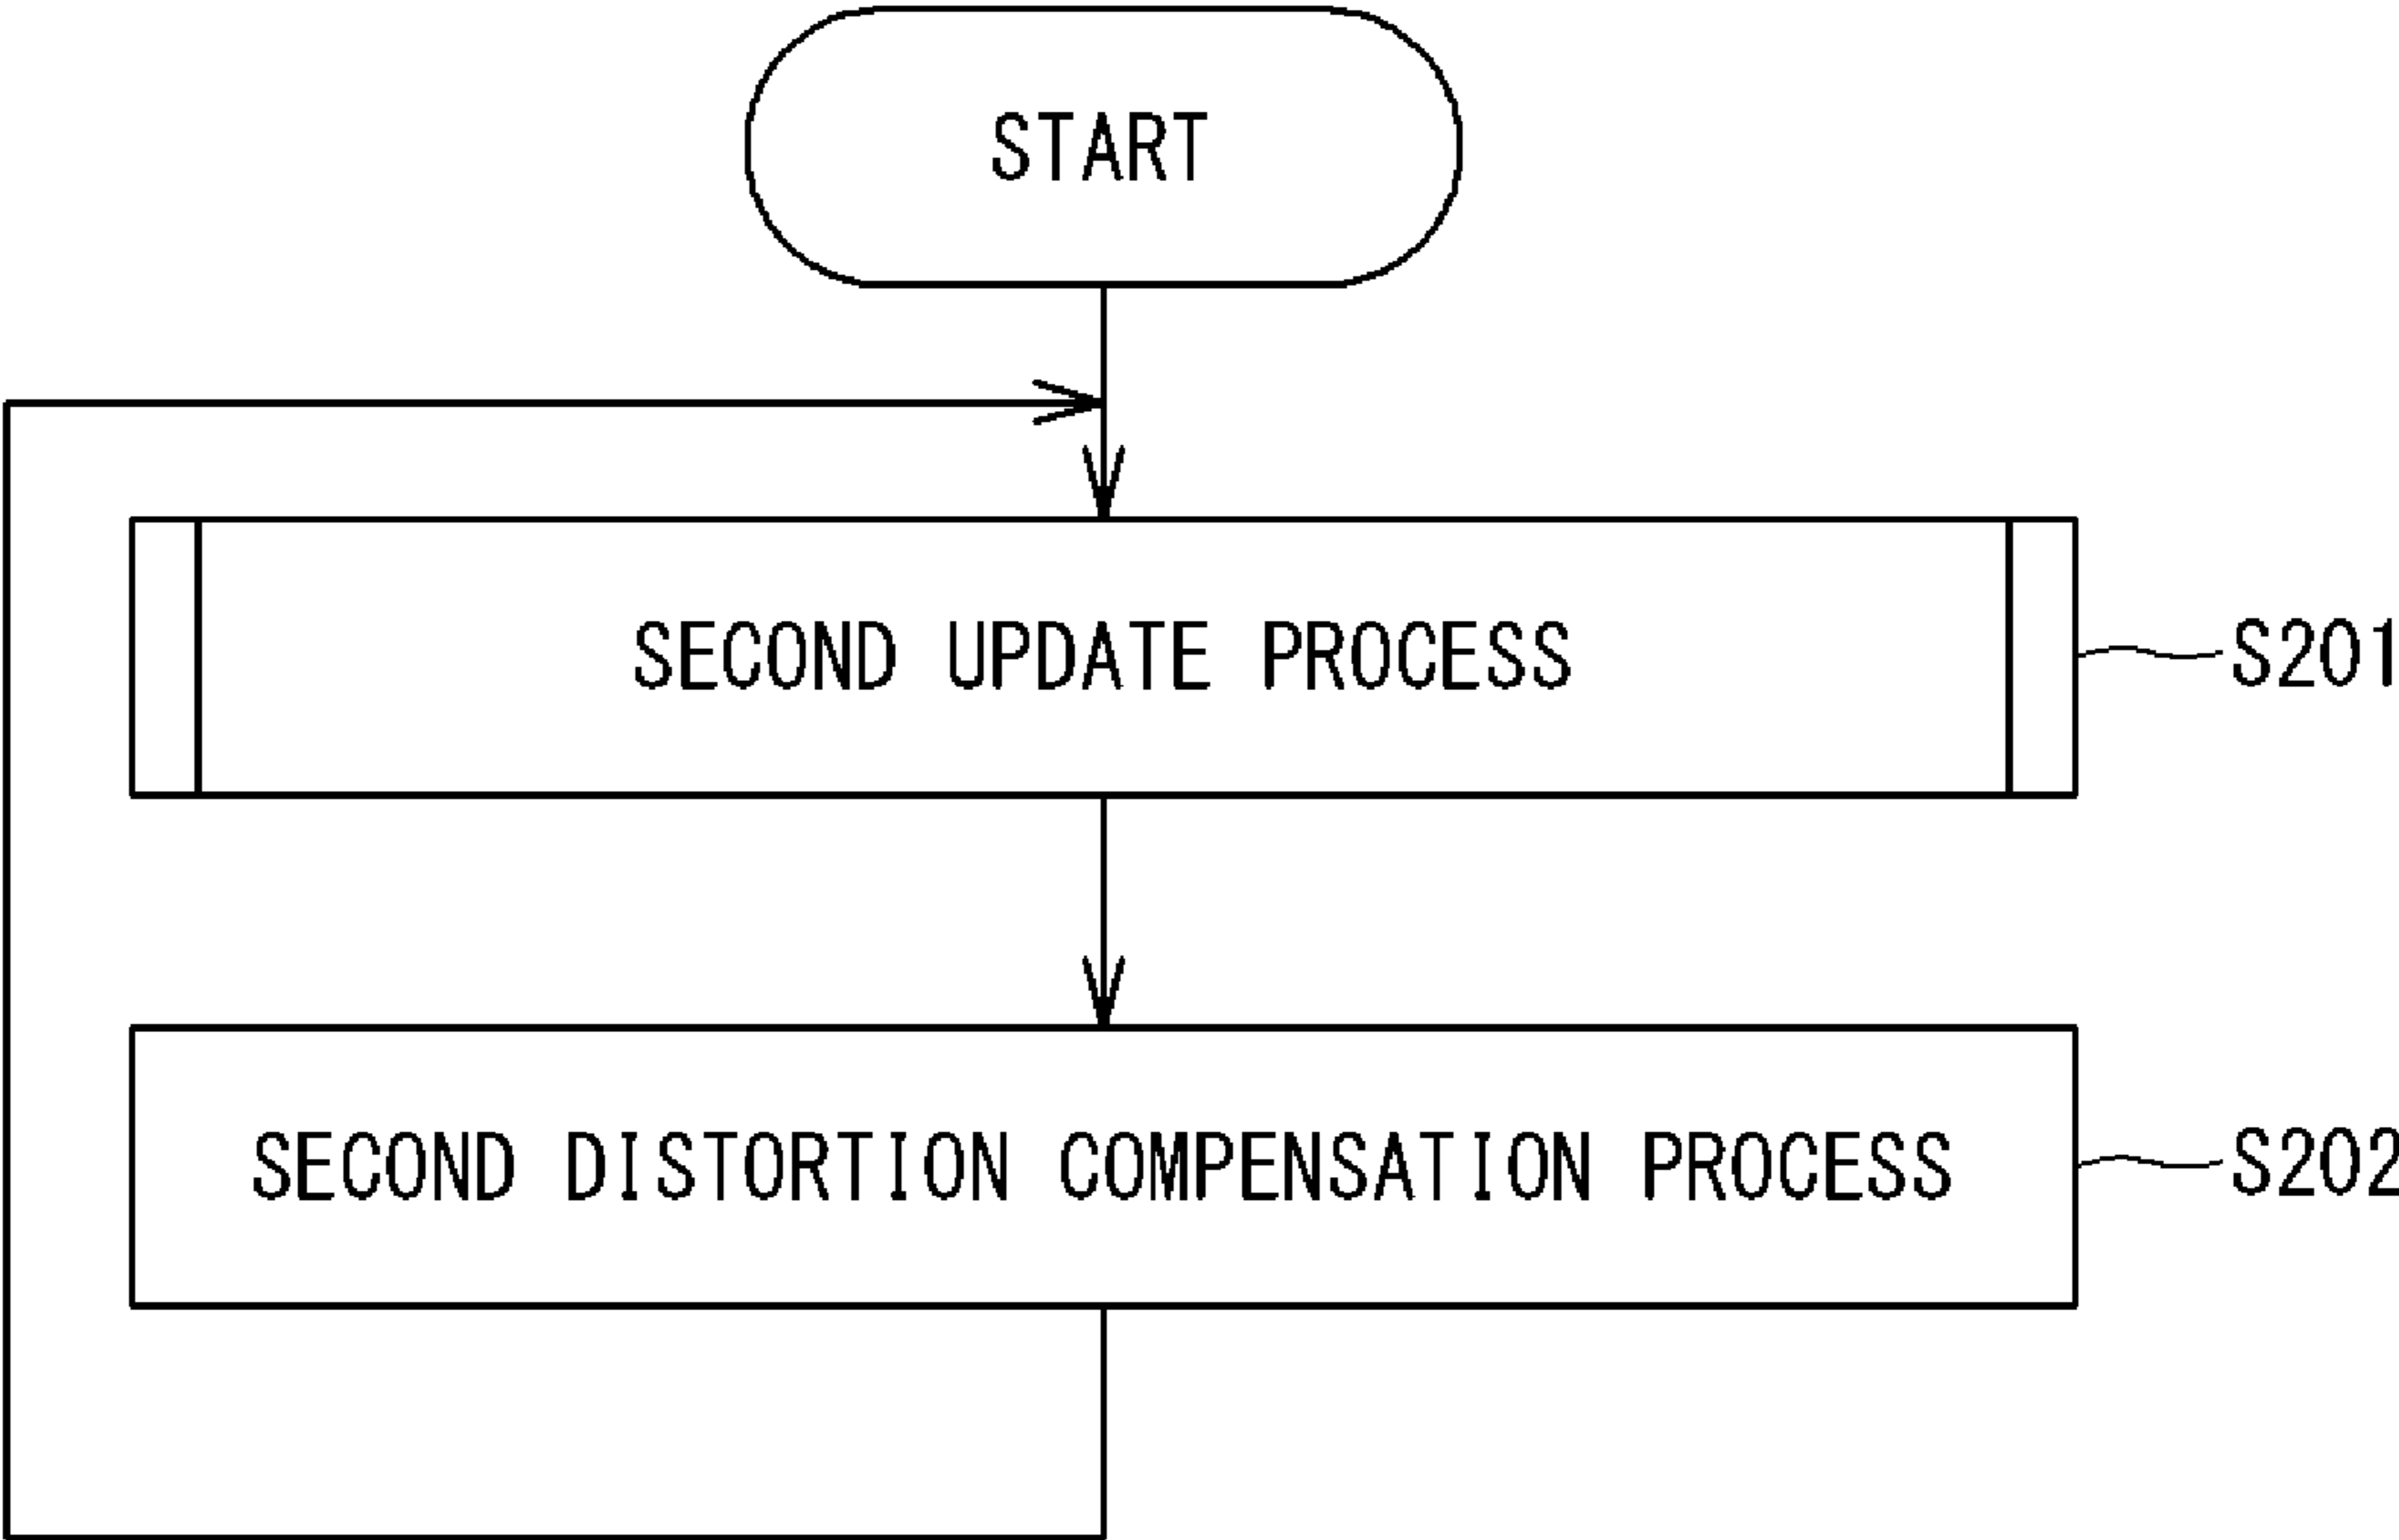 START
SECOND UPDATE PROCESS
S201
SECOND DISTORTION COMPENSATION PROCESS
S202